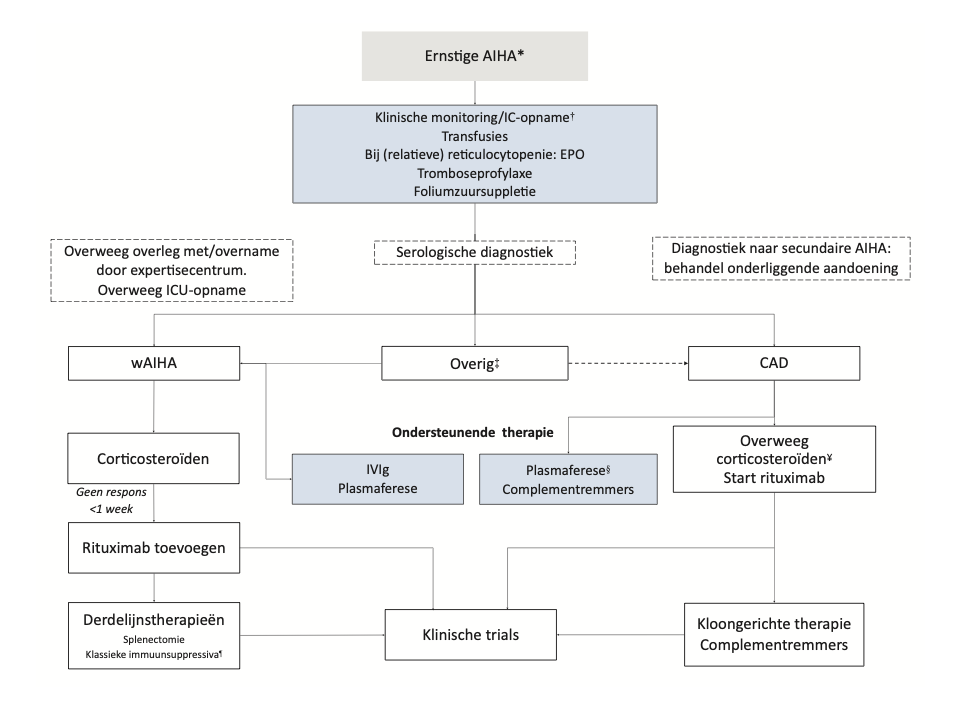 Ernstige AIHA*
Klinische monitoring/IC-opname†
Transfusies
Bij (relatieve) reticulocytopenie: EPO
Tromboseprofylaxe
Foliumzuursuppletie
Overweeg overleg met/overname
door expertisecentrum.
Overweeg ICU-opname
Serologische diagnostiek
Diagnostiek naar secundaire AIHA:
behandel onderliggende aandoening
wAIHA
Overig‡
CAD
Ondersteunende therapie
Corticosteroïden
IVIg
Plasmaferese
Plasmaferese§
Complementremmers
Overweeg
corticosteroïden¥
Start rituximab
Geen respons
<1 week
Rituximab toevoegen
Derdelijnstherapieën
Splenectomie
Klassieke immuunsuppressiva¶
Klinische trials
Kloongerichte therapie
Complementremmers